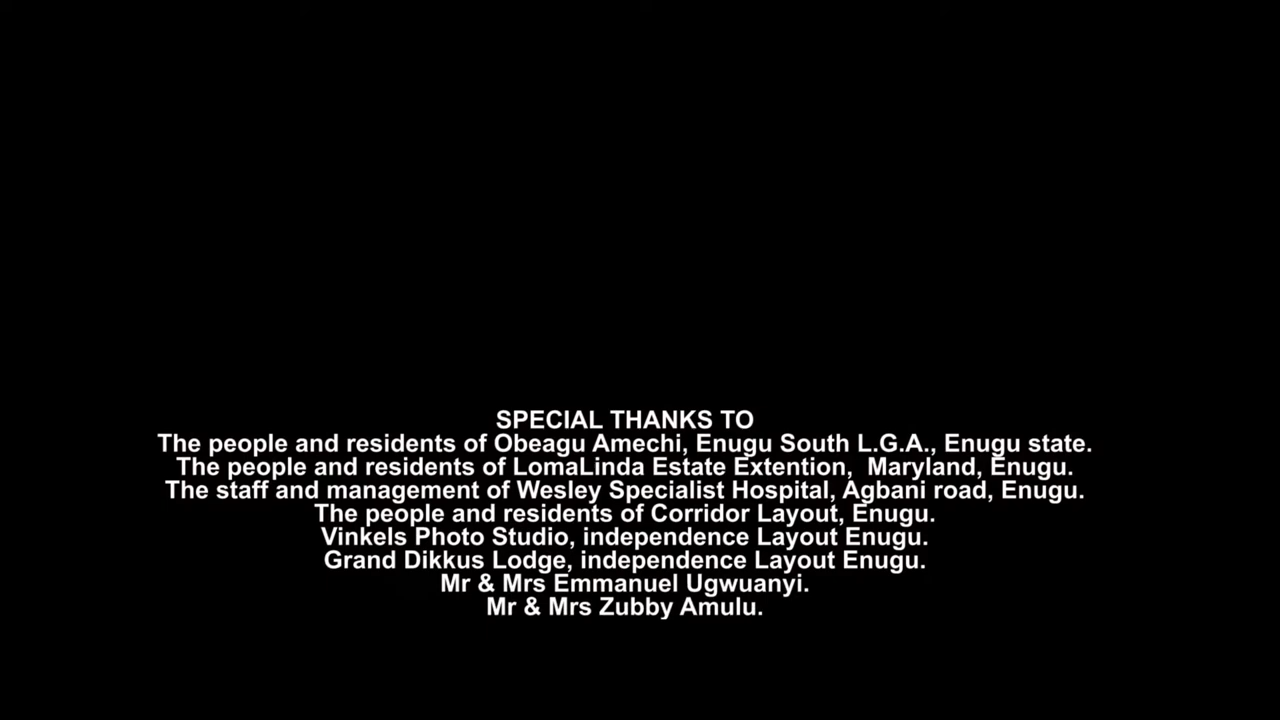 SPECIAL THANKS TO
The people and residents of Obeagu Amechi, Enugu South L.G.A., Enugu state.
The people and residents of LomaLinda Estate Extention,  Maryland, Enugu.
The staff and management of Wesley Specialist Hospital, Agbani road, Enugu.
The people and residents of Corridor Layout, Enugu.
Vinkels Photo Studio, independence Layout Enugu.
Grand Dikkus Lodge, independence Layout Enugu.
Mr & Mrs Emmanuel Ugwuanyi.
Mr & Mrs Zubby Amulu.